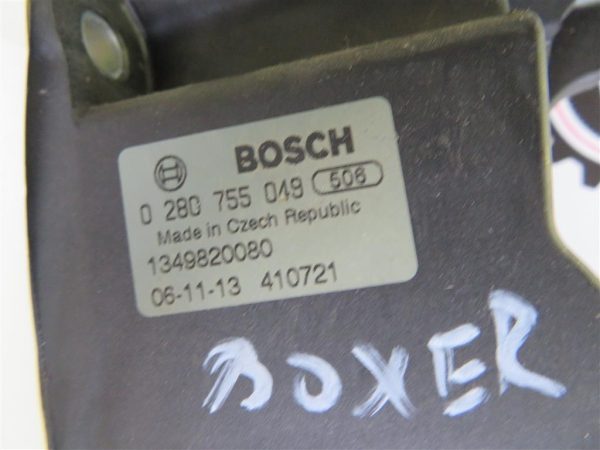 BOSCH
0 280 755 049 506
Made in Czech Republic
1349820080
06-11-13 410721
BOXER